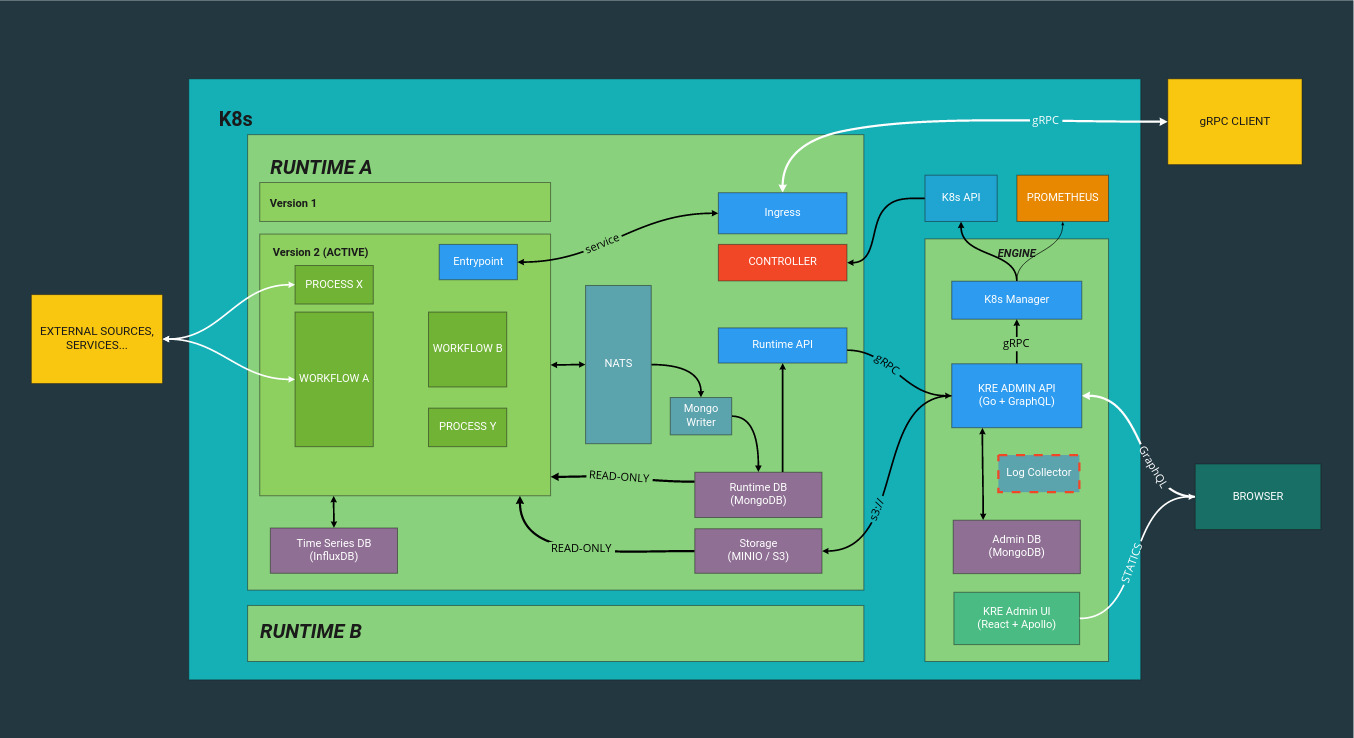 K8s
gRPC
gRPC CLIENT
RUNTIME A
Version 1
Ingress
K8s API
PROMETHEUS
service
Version 2 (ACTIVE)
Entrypoint
CONTROLLER
ENGINE
PROCESS X
K8s Manager
EXTERNAL SOURCES,
SERVICES...
WORKFLOW A
WORKFLOW B
NATS
Runtime API
gRPC
gRPC
KRE ADMIN API
(Go + GraphQL)
Mongo
Writer
PROCESS Y
GraphQL
Log Collector
READ-ONLY
Runtime DB
(MongoDB)
s3://
BROWSER
Time Series DB
(InfluxDB)
READ-ONLY
Storage
(MINIO / S3)
Admin DB
(MongoDB)
STATICS
RUNTIME B
KRE Admin UI
(React + Apollo)